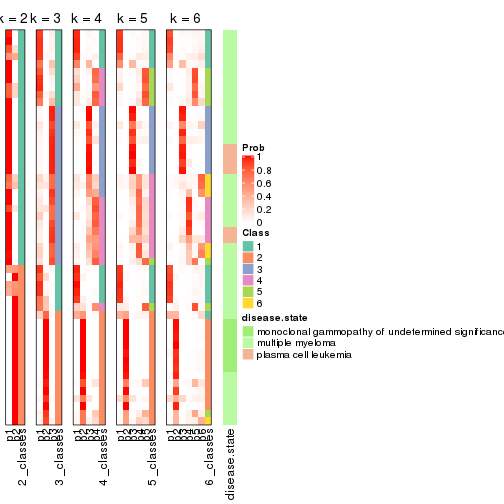 k = 2 k = 3 k = 4 k = 5 k = 6
Prob
1
0.8
0.6
0.4
0.2
0
Class
1
2
3
4
5
6
disease.state
monoclonal gammopathy of undetermined significance
multiple myeloma
plasma cell leukemia
p1 p2 2_classes p1 p2 p3 3_classes p1 p2 p3 p4 4_classes p1 p2 p3 p4 p5 5_classes p1 p2 p3 p4 p5 p6 6_classes disease.state